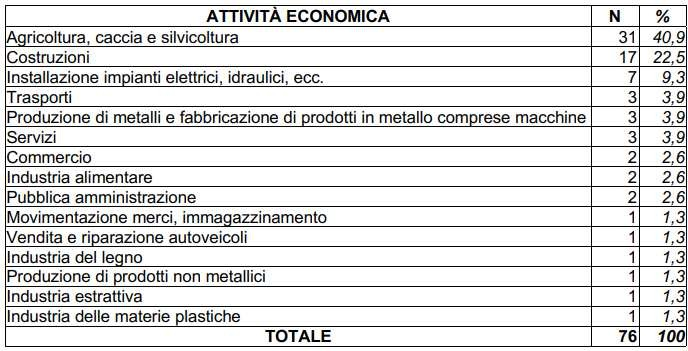 ATTIVITÀ ECONOMICA N %
Agricoltura, caccia e silvicoltura 31 40,9
Costruzioni 17 22,5
Installazione impianti elettrici, idraulici, ecc. 7 9,3
Trasporti 3 3,9
Produzione di metalli e fabbricazione di prodotti in metallo comprese macchine 3 3,9
Servizi 3 3,9
Commercio 2 2,6
Industria alimentare 2 2,6
Pubblica amministrazione 2 2,6
Movimentazione merci, immagazzinamento 1 1,3
Vendita e riparazione autoveicoli 1 1,3
Industria del legno 1 1,3
Produzione di prodotti non metallici 1 1,3
Industria estrattiva 1 1,3
Industria delle materie plastiche 1 1,3
TOTALE 76 100